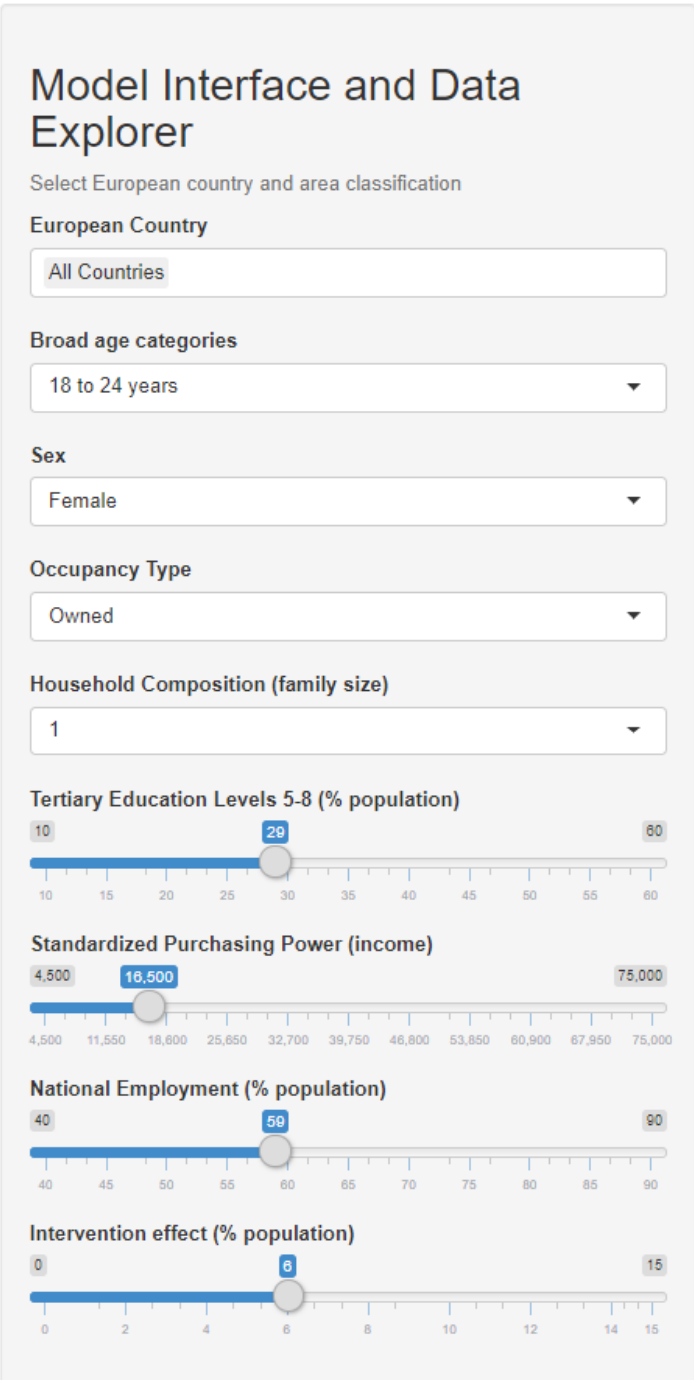 Model Interface and Data
Explorer
Select European country and area classification
European Country
All Countries
Broad age categories
18 to 24 years
Sex
Female
Occupancy Type
Owned
Household Composition (family size)
1
Tertiary Education Levels 5-8 (% population)
10 29 60
10 15 20 25 30 35 40 45 50 55 60
Standardized Purchasing Power (income)
4,500 16,500 75,000
4,500 11,550 18,600 25,650 32,700 39,750 46,800 53,850 60,900 67,950 75,000
National Employment (% population)
40 59 90
40 45 50 55 60 65 70 75 80 85 90
Intervention effect (% population)
0 6 15
0 2 4 6 8 10 12 14 15